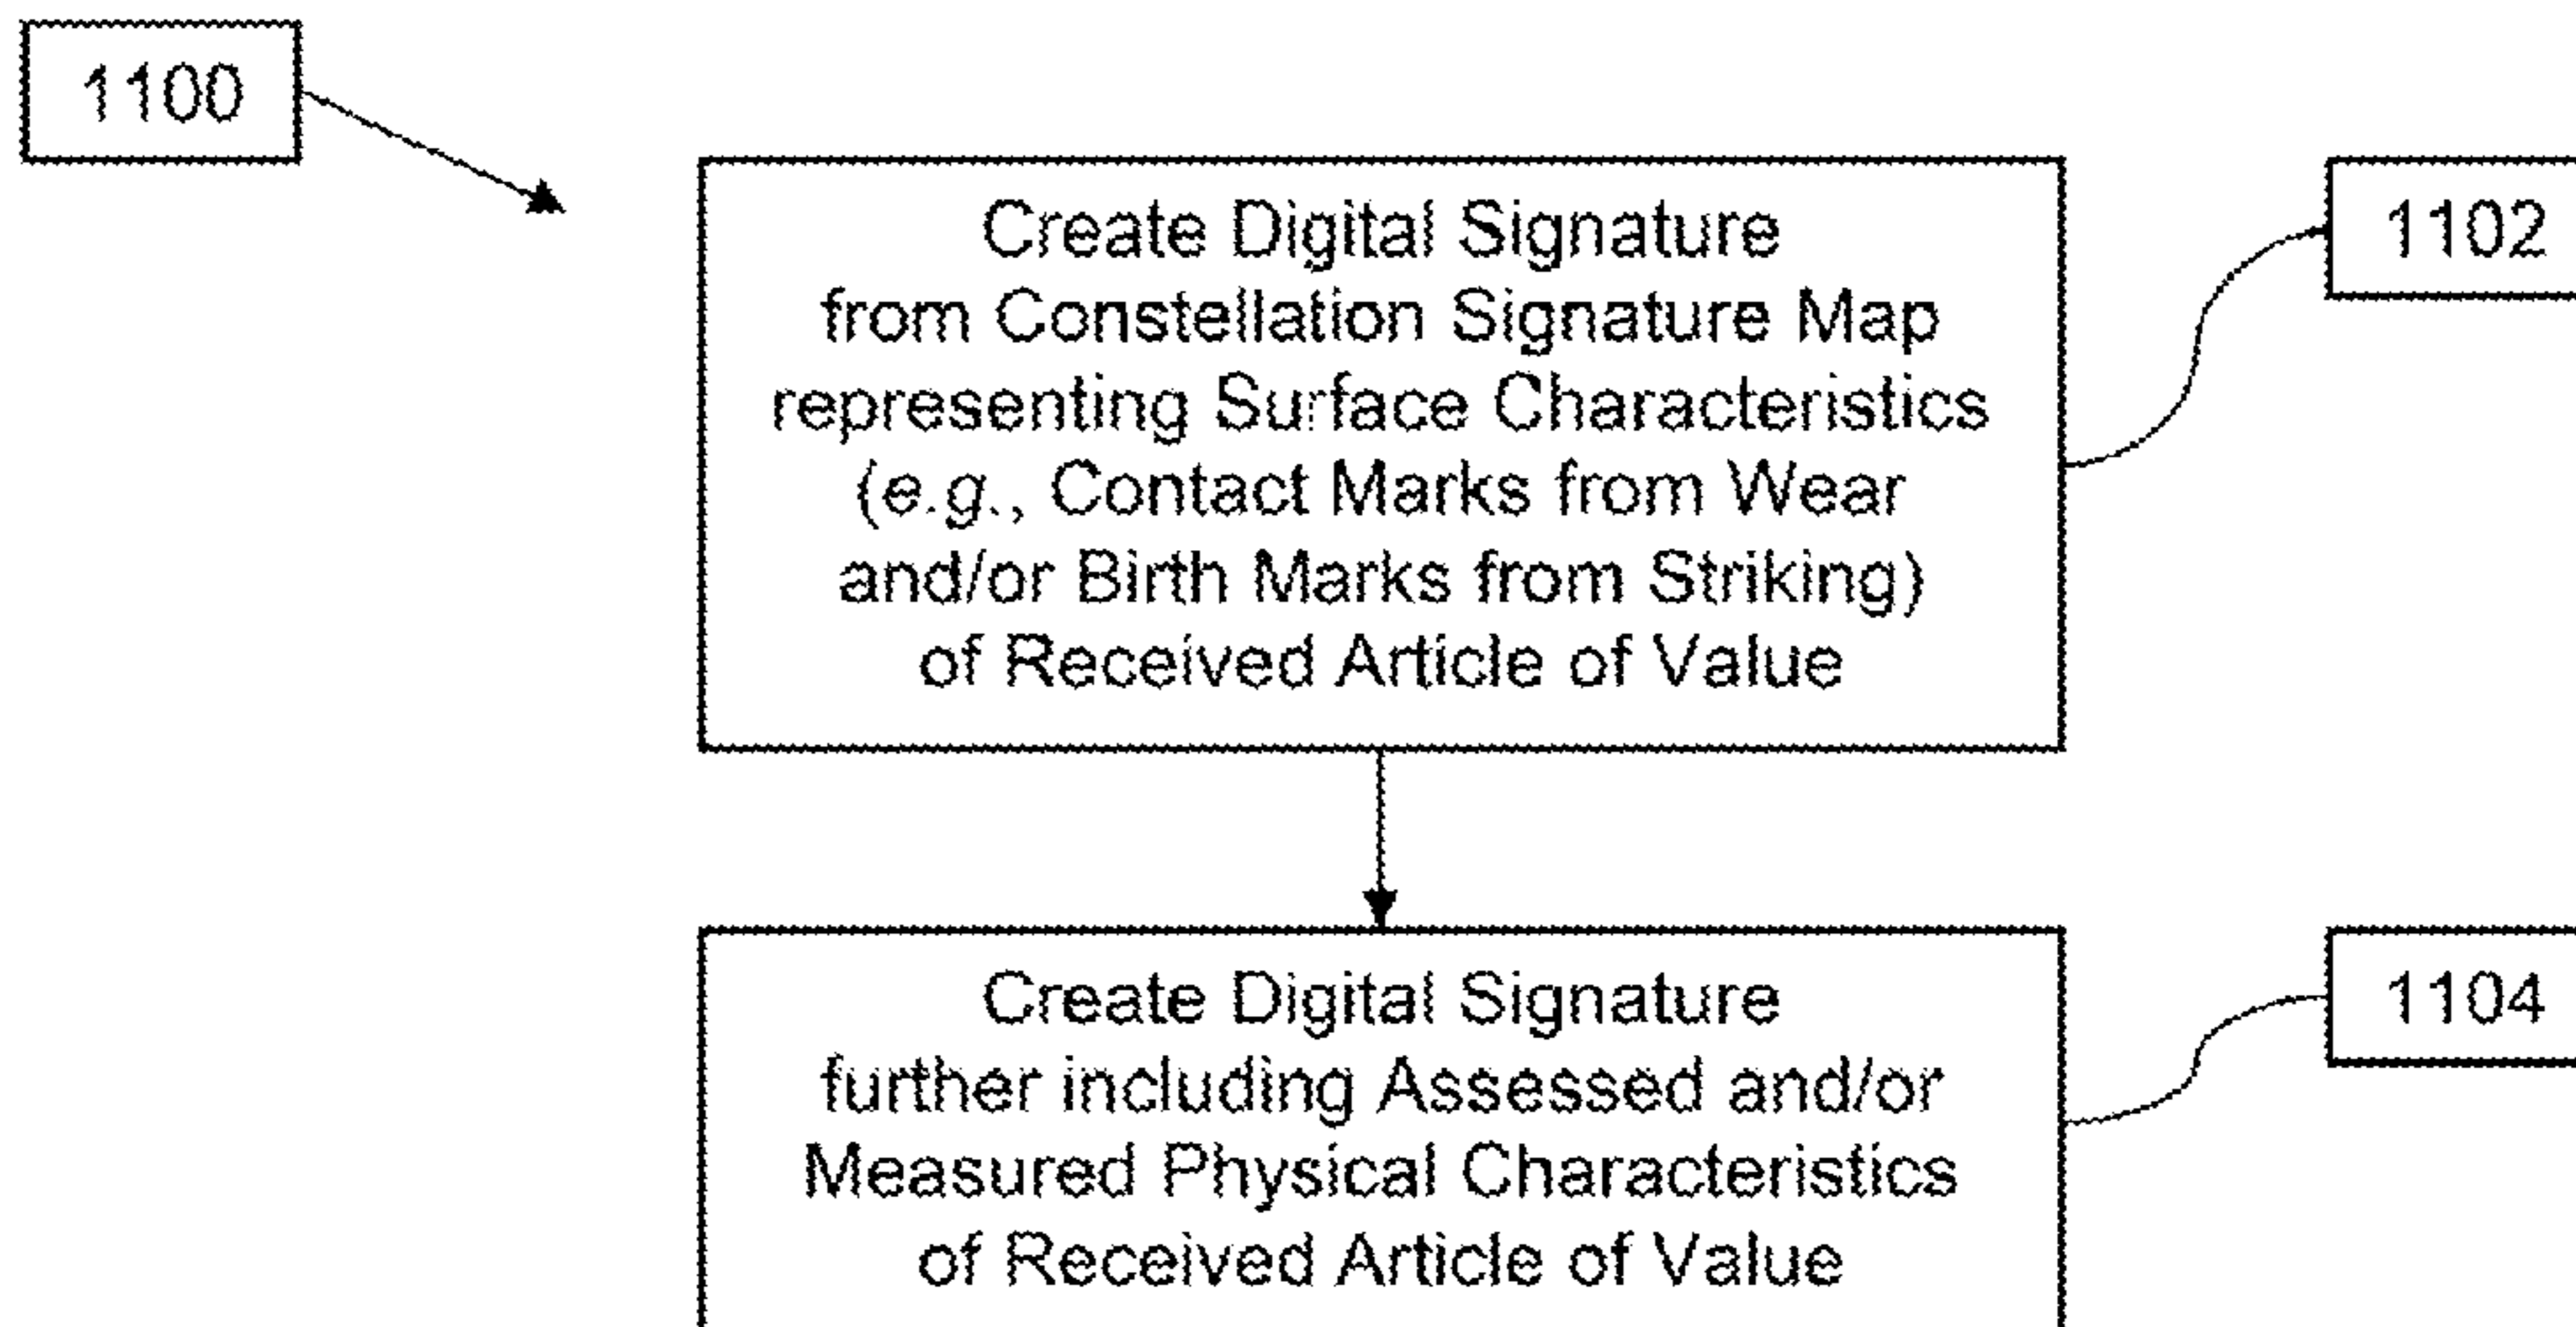 1100
Create Digital Signature
from Constellation Signature Map
representing Surface Characteristics
(e.g., Contact Marks from Wear
and/or Birth Marks from Striking)
of Received Article of Value
1102
Create Digital Signature
further including Assessed and/or
Measured Physical Characteristics
of Received Article of Value
1104